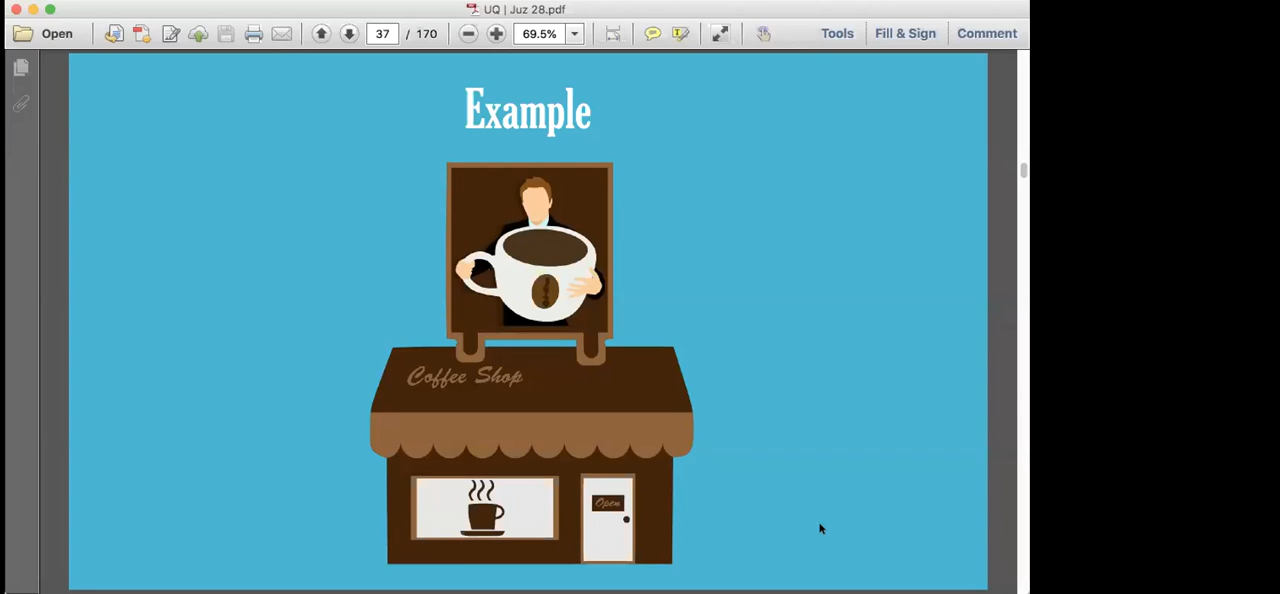 UQ | Juz 28.pdf
Open 37 / 170 69.5% Tools Fill & Sign Comment
Example
Coffee Shop
Open